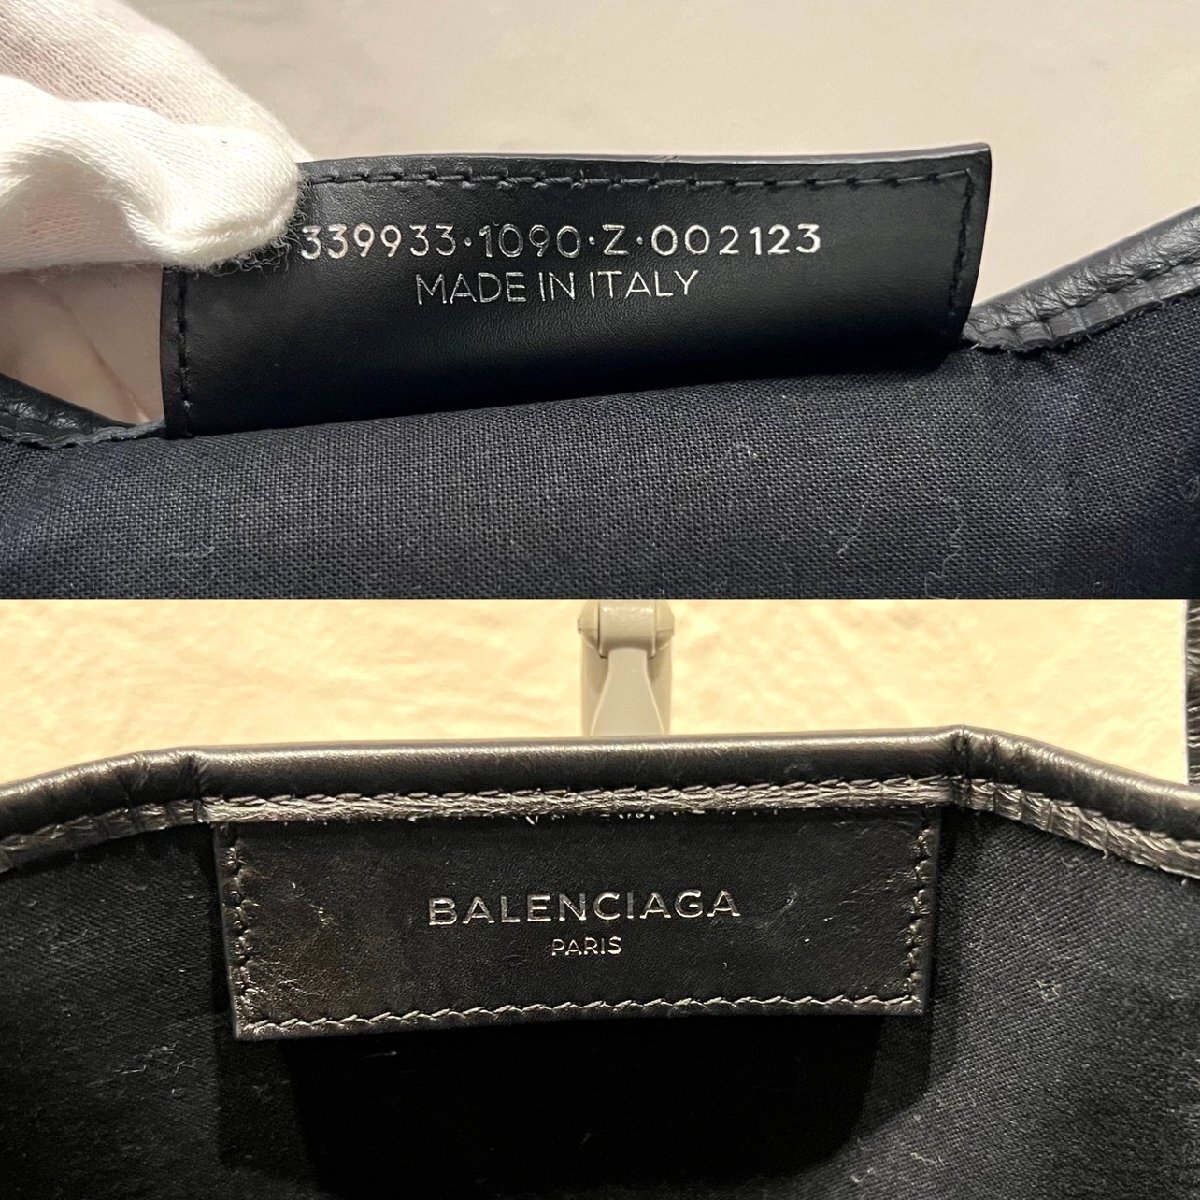 339933·1090·Z·002123
MADE IN ITALY
BALENCIAGA
PARIS